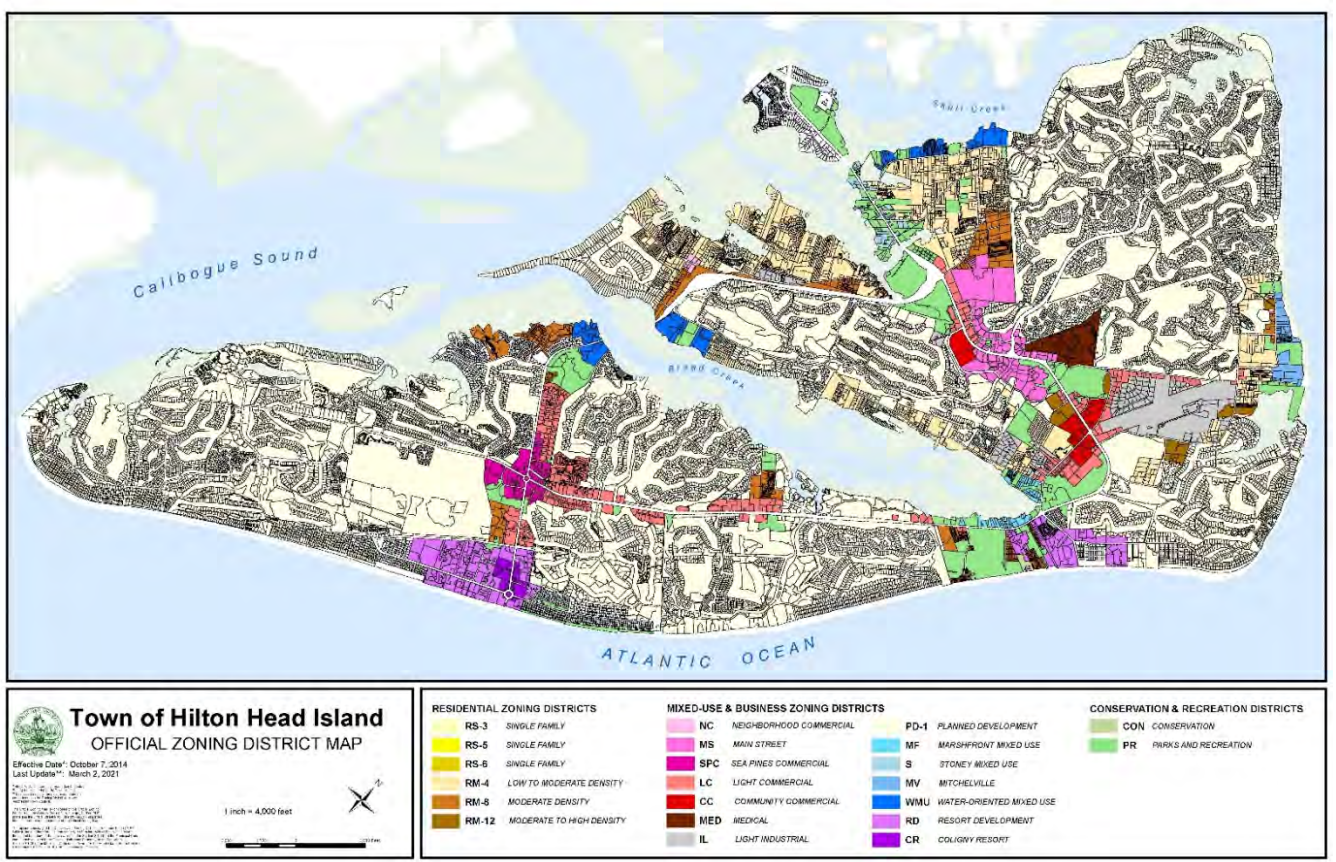 Skull Creek
Calibogue Sound
Broad Creek
ATLANTIC OCEAN
Town of Hilton Head Island
OFFICIAL ZONING DISTRICT MAP
Effective Date*: October 7, 2014
Last Update**: March 2, 2021
1 inch = 4,000 feet
RESIDENTIAL ZONING DISTRICTS
RS-3 SINGLE FAMILY
RS-5 SINGLE FAMILY
RS-6 SINGLE FAMILY
RM-4 LOW TO MODERATE DENSITY
RM-8 MODERATE DENSITY
RM-12 MODERATE TO HIGH DENSITY
MIXED-USE & BUSINESS ZONING DISTRICTS
NC NEIGHBORHOOD COMMERCIAL
MS MAIN STREET
SPC SEA PINES COMMERCIAL
LC LIGHT COMMERCIAL
CC COMMUNITY COMMERCIAL
MED MEDICAL
IL LIGHT INDUSTRIAL
PD-1 PLANNED DEVELOPMENT
MF MARSHFRONT MIXED USE
S STONEY MIXED USE
MV MITCHELVILLE
WMU WATER-ORIENTED MIXED USE
RD RESORT DEVELOPMENT
CR COLIGNY RESORT
CONSERVATION & RECREATION DISTRICTS
CON CONSERVATION
PR PARKS AND RECREATION